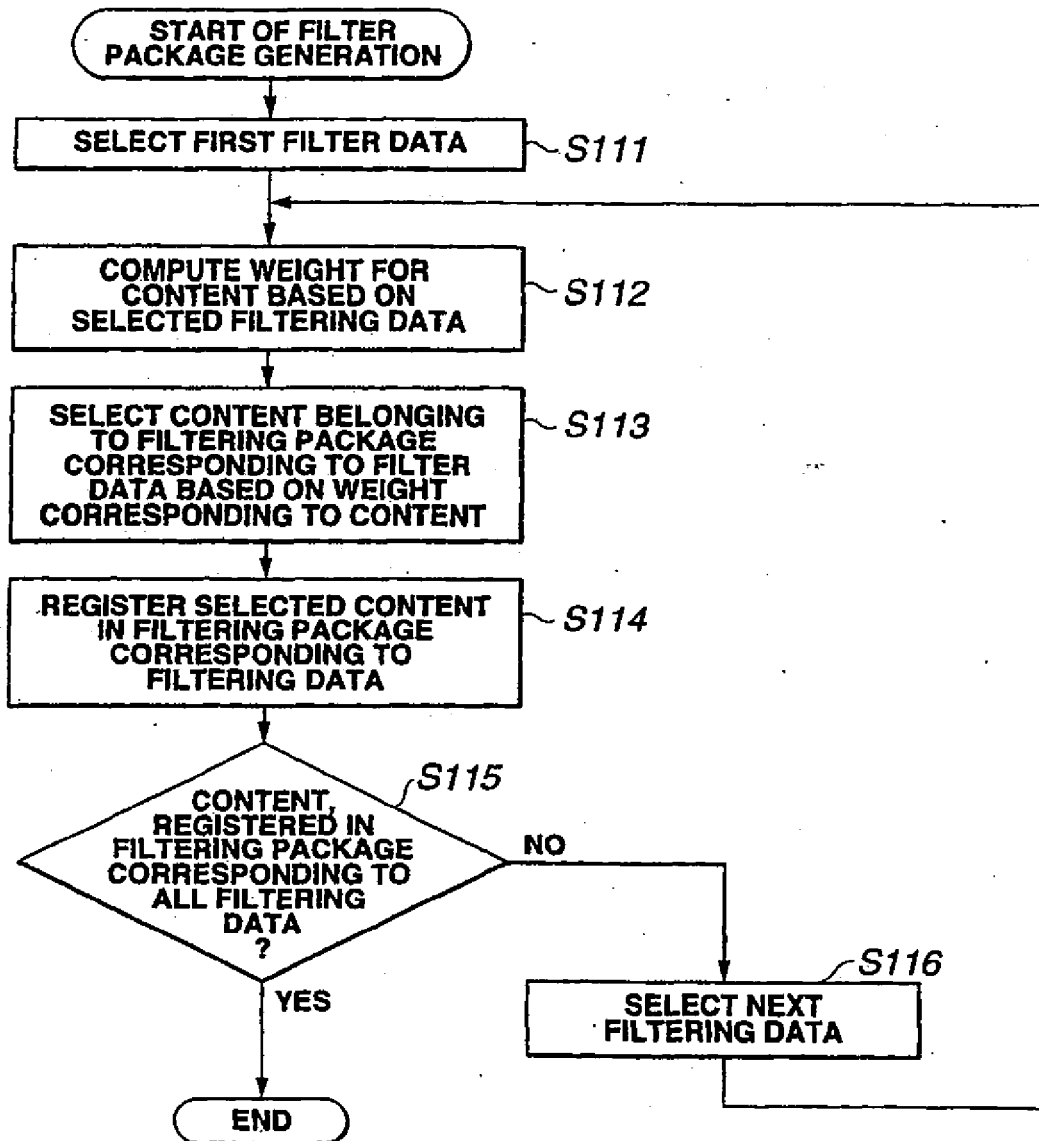 START OF FILTER
PACKAGE GENERATION
SELECT FIRST FILTER DATA
S111
COMPUTE WEIGHT FOR
CONTENT BASED ON
SELECTED FILTERING DATA
S112
SELECT CONTENT BELONGING
TO FILTERING PACKAGE
CORRESPONDING TO FILTER
DATA BASED ON WEIGHT
CORRESPONDING TO CONTENT
S113
REGISTER SELECTED CONTENT
IN FILTERING PACKAGE
CORRESPONDING TO
FILTERING DATA
S114
S115
CONTENT,
REGISTERED IN
FILTERING PACKAGE
CORRESPONDING TO
ALL FILTERING
DATA
?
NO
YES
S116
SELECT NEXT
FILTERING DATA
END